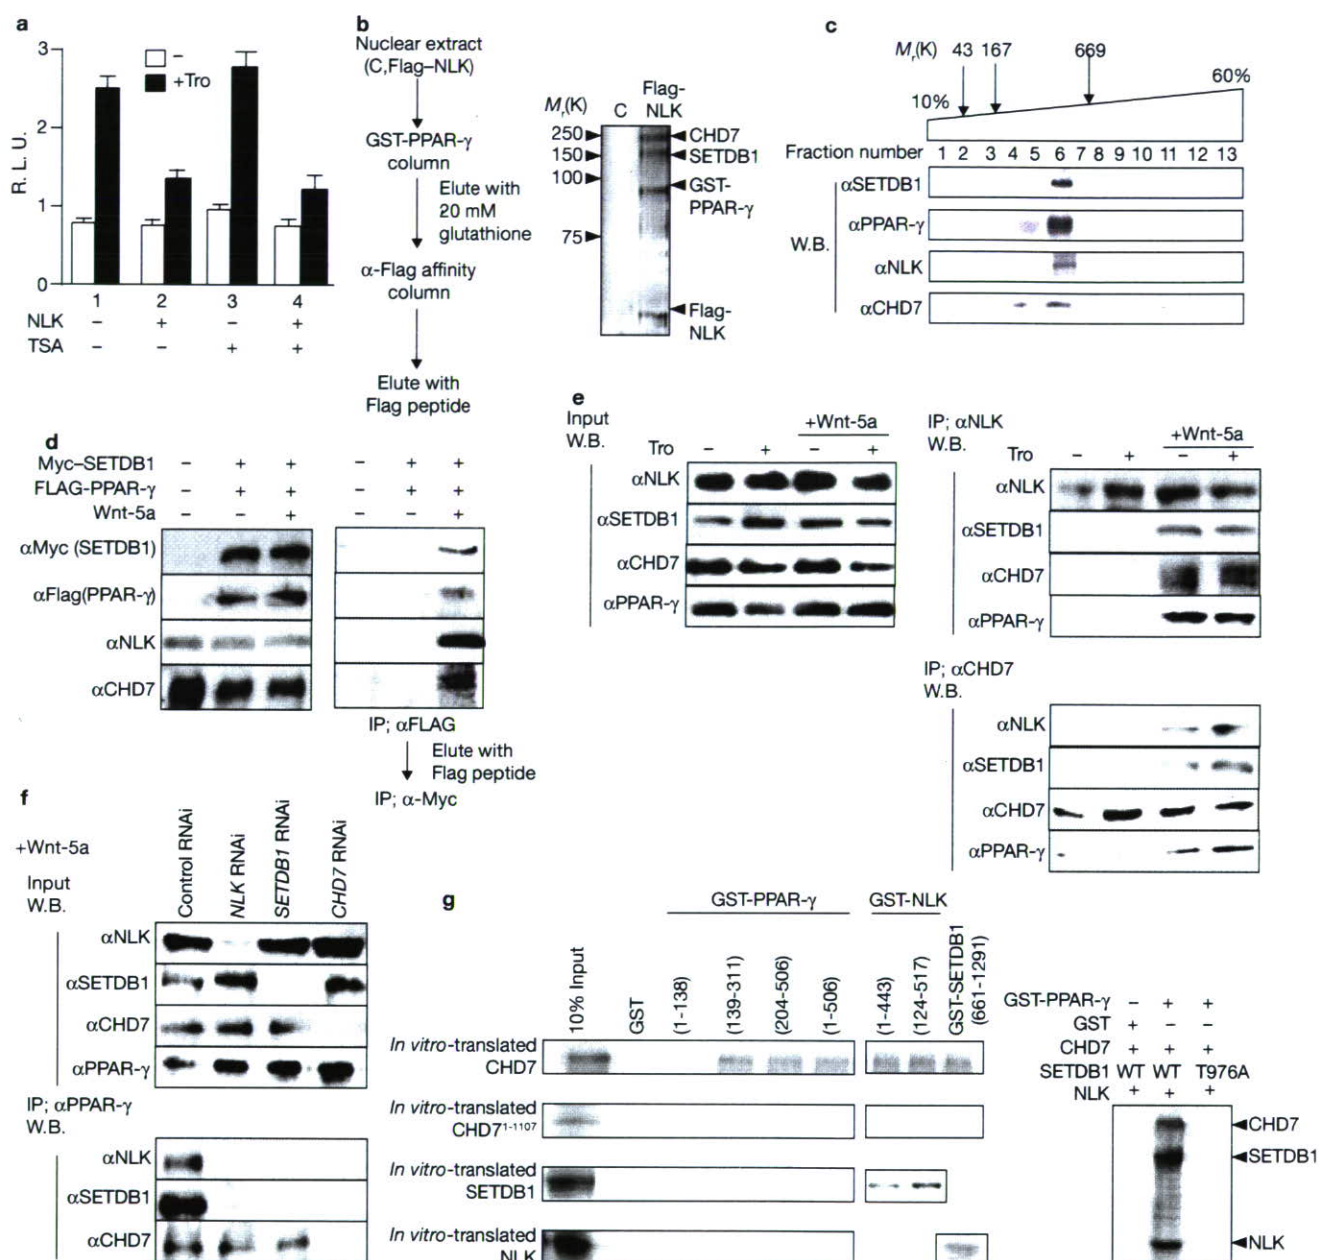 a
3
2
1
0
R. L. U.
−
+Tro
1 2 3 4
NLK − + − +
TSA − − + +
b
Nuclear extract
(C,Flag–NLK)
GST-PPAR-γ
column
Elute with
20 mM
glutathione
α-Flag affinity
column
Elute with
Flag peptide
Mr(K) C Flag-
NLK
250
150
100
75
CHD7
SETDB1
GST-
PPAR-γ
Flag-
NLK
c
Mr(K) 43 167 669
10% 60%
Fraction number 1 2 3 4 5 6 7 8 9 10 11 12 13
W.B.
αSETDB1
αPPAR-γ
αNLK
αCHD7
d
Myc–SETDB1 − + + − + +
FLAG-PPAR-γ − + + − + +
Wnt-5a − − + − − +
αMyc (SETDB1)
αFlag(PPAR-γ)
αNLK
αCHD7
IP; αFLAG
Elute with
Flag peptide
IP; α-Myc
e
Input
W.B.
+Wnt-5a
Tro − + − +
αNLK
αSETDB1
αCHD7
αPPAR-γ
IP; αNLK
W.B.
+Wnt-5a
Tro − + − +
αNLK
αSETDB1
αCHD7
αPPAR-γ
IP; αCHD7
W.B.
αNLK
αSETDB1
αCHD7
αPPAR-γ
f
+Wnt-5a
Input
W.B.
Control RNAi
NLK RNAi
SETDB1 RNAi
CHD7 RNAi
αNLK
αSETDB1
αCHD7
αPPAR-γ
IP; αPPAR-γ
W.B.
αNLK
αSETDB1
αCHD7
g
GST-PPAR-γ
GST-NLK
10% Input
GST
(1-138)
(139-311)
(204-506)
(1-506)
(1-443)
(124-517)
GST-SETDB1
(661-1291)
In vitro-translated
CHD7
In vitro-translated
CHD7¹⁻¹¹⁰⁷
In vitro-translated
SETDB1
In vitro-translated
NLK
GST-PPAR-γ − + +
GST + − −
CHD7 + + +
SETDB1 WT WT T976A
NLK + + +
CHD7
SETDB1
NLK